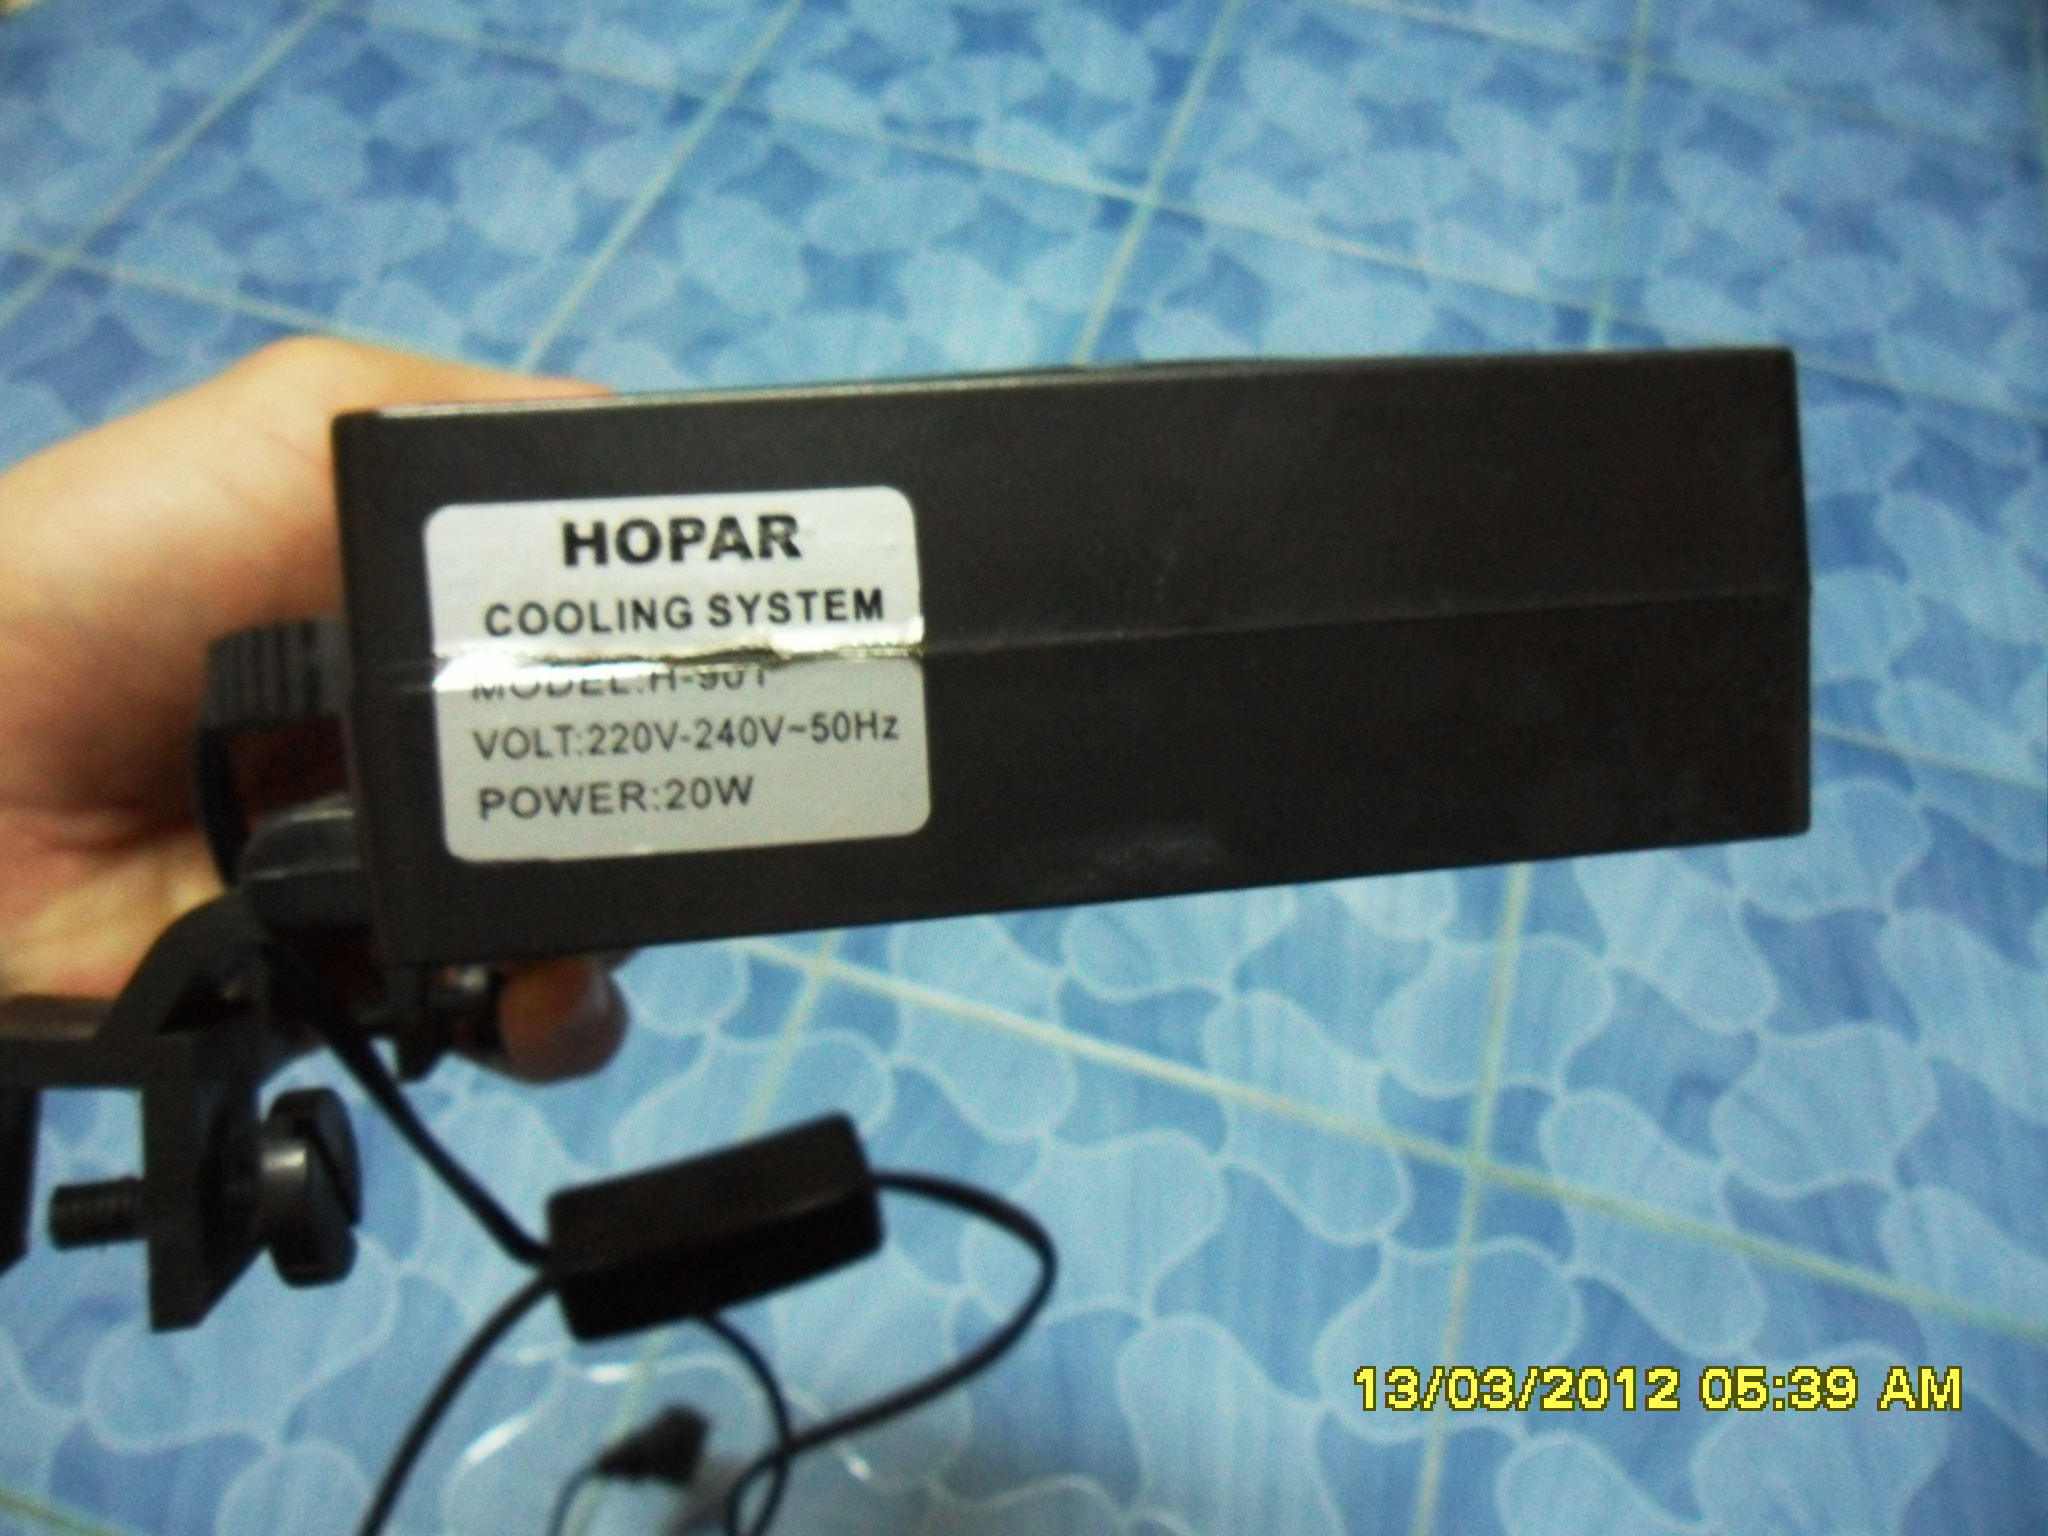 HOPAR
COOLING SYSTEM
MODEL:H-901
VOLT:220V-240V~50Hz
POWER:20W
13/03/2012 05:39 AM